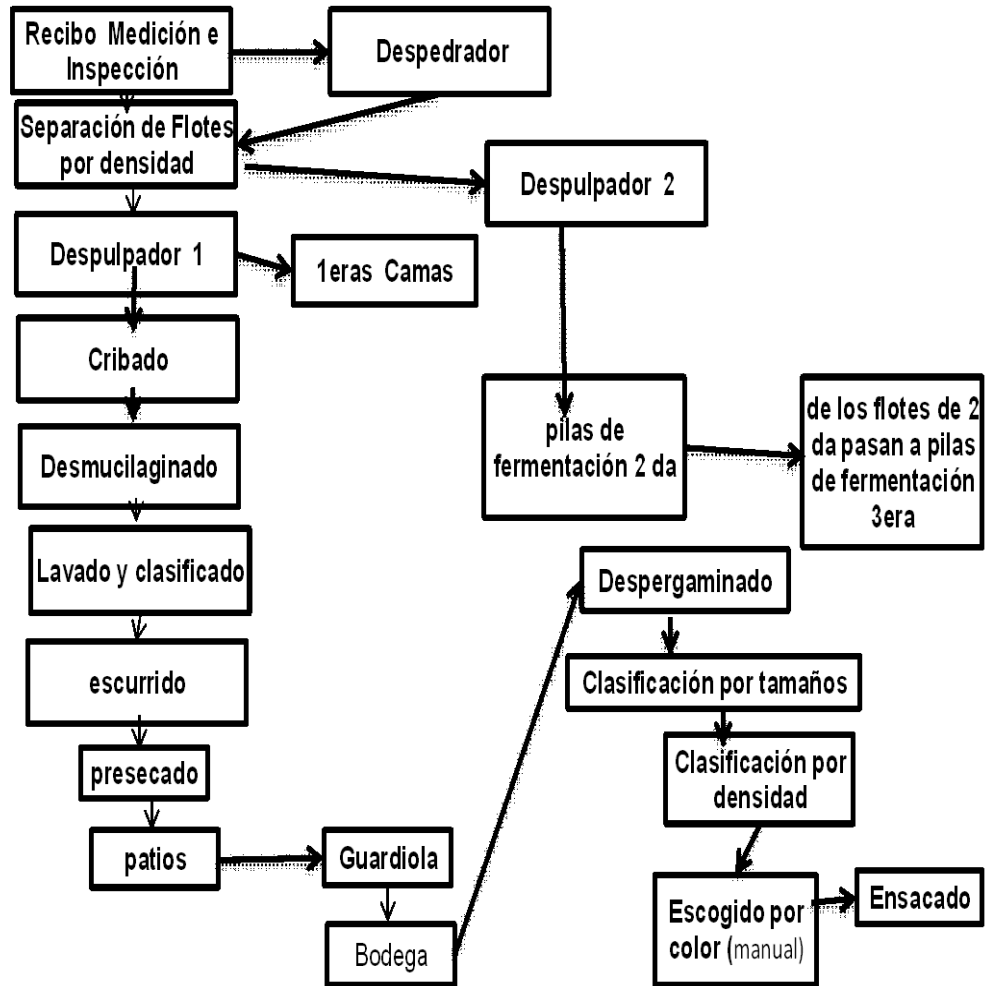 Recibo Medición e
Inspección
Despedrador
Separación de Flotes
por densidad
Despulpador 2
Despulpador 1
1eras Camas
Cribado
pilas de
fermentación 2 da
de los flotes de 2
da pasan a pilas
de fermentación
3era
Desmucilaginado
Lavado y clasificado
Despergaminado
escurrido
Clasificación por tamaños
presecado
Clasificación por
densidad
patios
Guardiola
Bodega
Escogido por
color (manual)
Ensacado